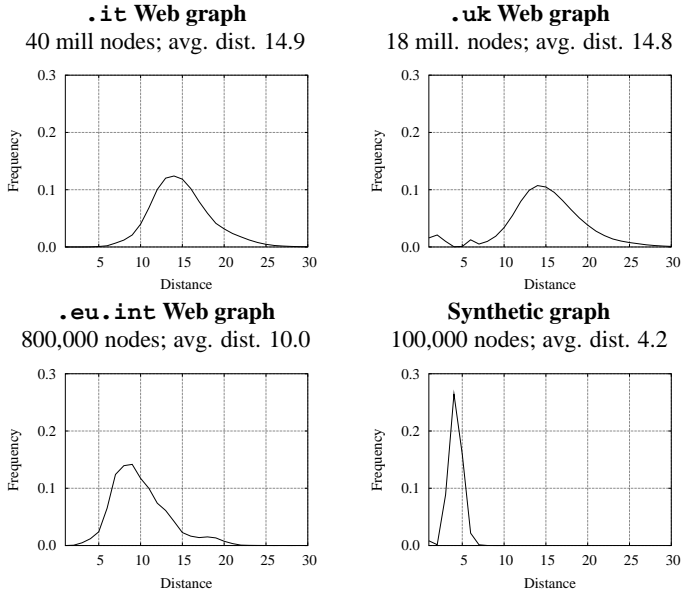 .it Web graph
40 mill nodes; avg. dist. 14.9
0.3
0.2
0.1
0.0
Frequency
5 10 15 20 25 30
Distance
.uk Web graph
18 mill. nodes; avg. dist. 14.8
0.3
0.2
0.1
0.0
Frequency
5 10 15 20 25 30
Distance
.eu.int Web graph
800,000 nodes; avg. dist. 10.0
0.3
0.2
0.1
0.0
Frequency
5 10 15 20 25 30
Distance
Synthetic graph
100,000 nodes; avg. dist. 4.2
0.3
0.2
0.1
0.0
Frequency
5 10 15 20 25 30
Distance